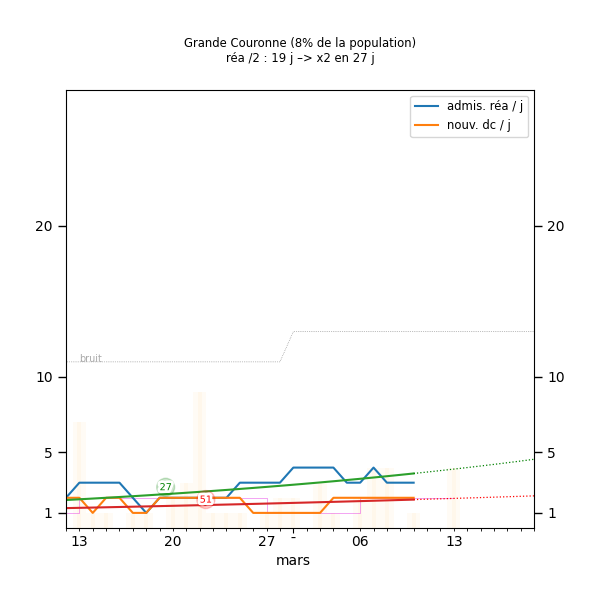 Grande Couronne (8% de la population)
réa /2 : 19 j –> x2 en 27 j
admis. réa / j
nouv. dc / j
20
20
bruit
10
10
5
5
27
51
1
1
13
20
27
-
06
13
mars